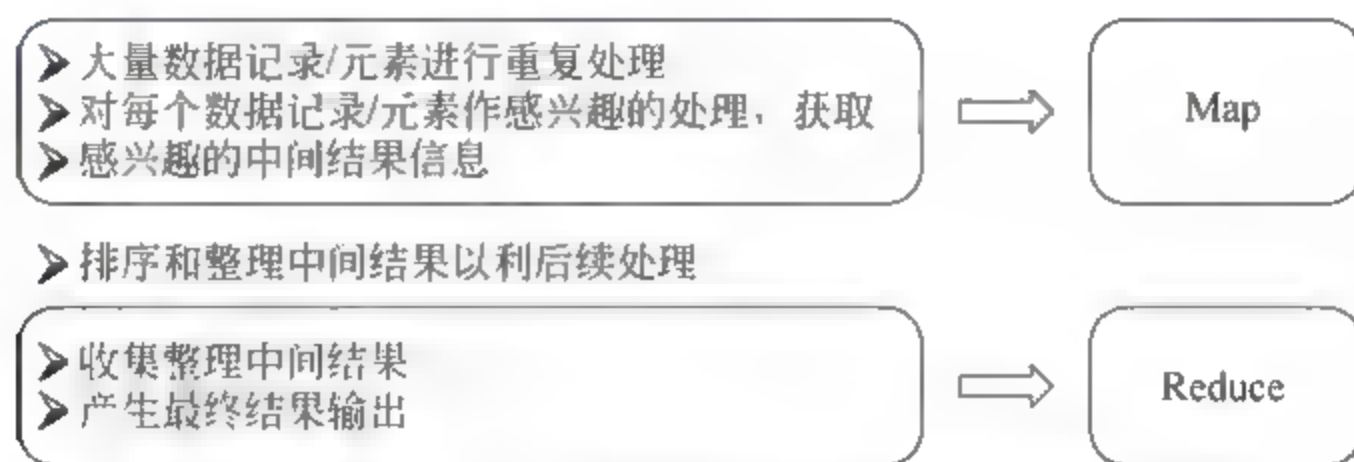 ➤ 大量数据记录/元素进行重复处理
➤ 对每个数据记录/元素作感兴趣的处理，获取
➤ 感兴趣的中间结果信息
Map
➤ 排序和整理中间结果以利后续处理
➤ 收集整理中间结果
➤ 产生最终结果输出
Reduce